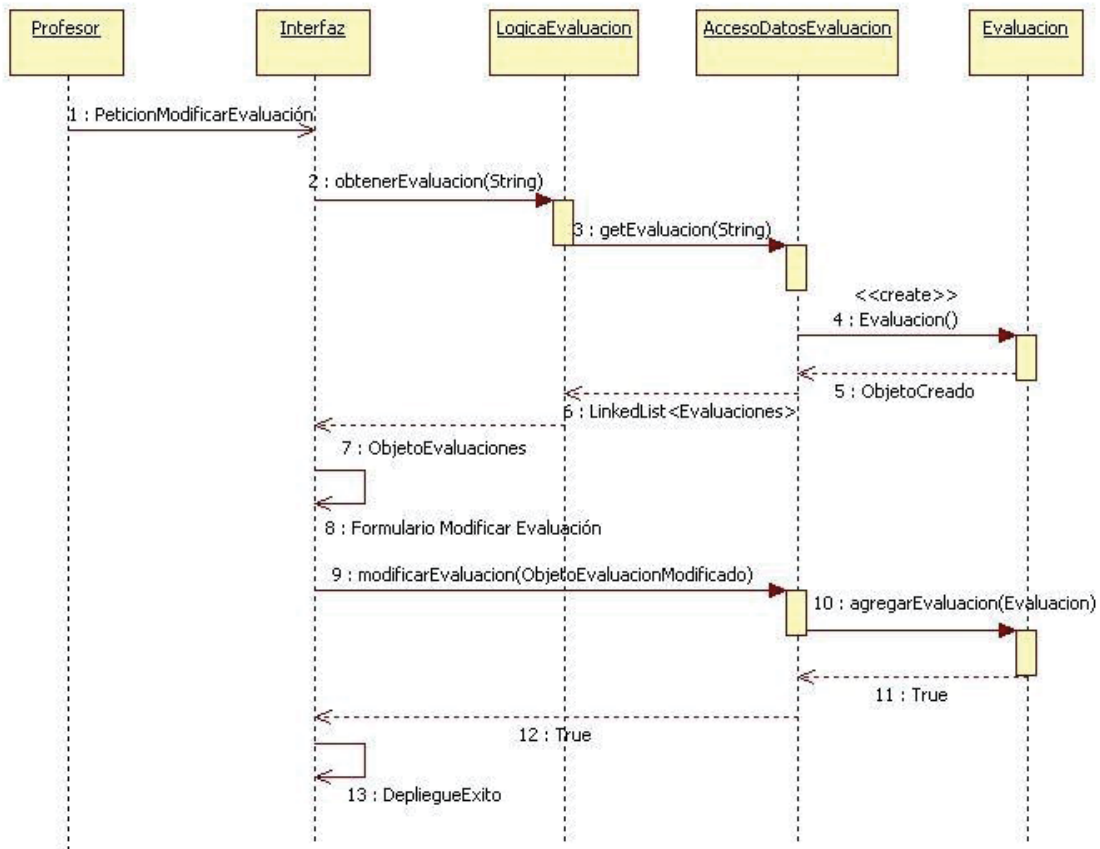 Profesor
Interfaz
LogicaEvaluacion
AccesoDatosEvaluacion
Evaluacion
1 : PeticionModificarEvaluación
2 : obtenerEvaluacion(String)
3 : getEvaluacion(String)
<<create>>
4 : Evaluacion()
5 : ObjetoCreado
6 : LinkedList<Evaluaciones>
7 : ObjetoEvaluaciones
8 : Formulario Modificar Evaluación
9 : modificarEvaluacion(ObjetoEvaluacionModificado)
10 : agregarEvaluacion(Evaluacion)
11 : True
12 : True
13 : DepliegueExito